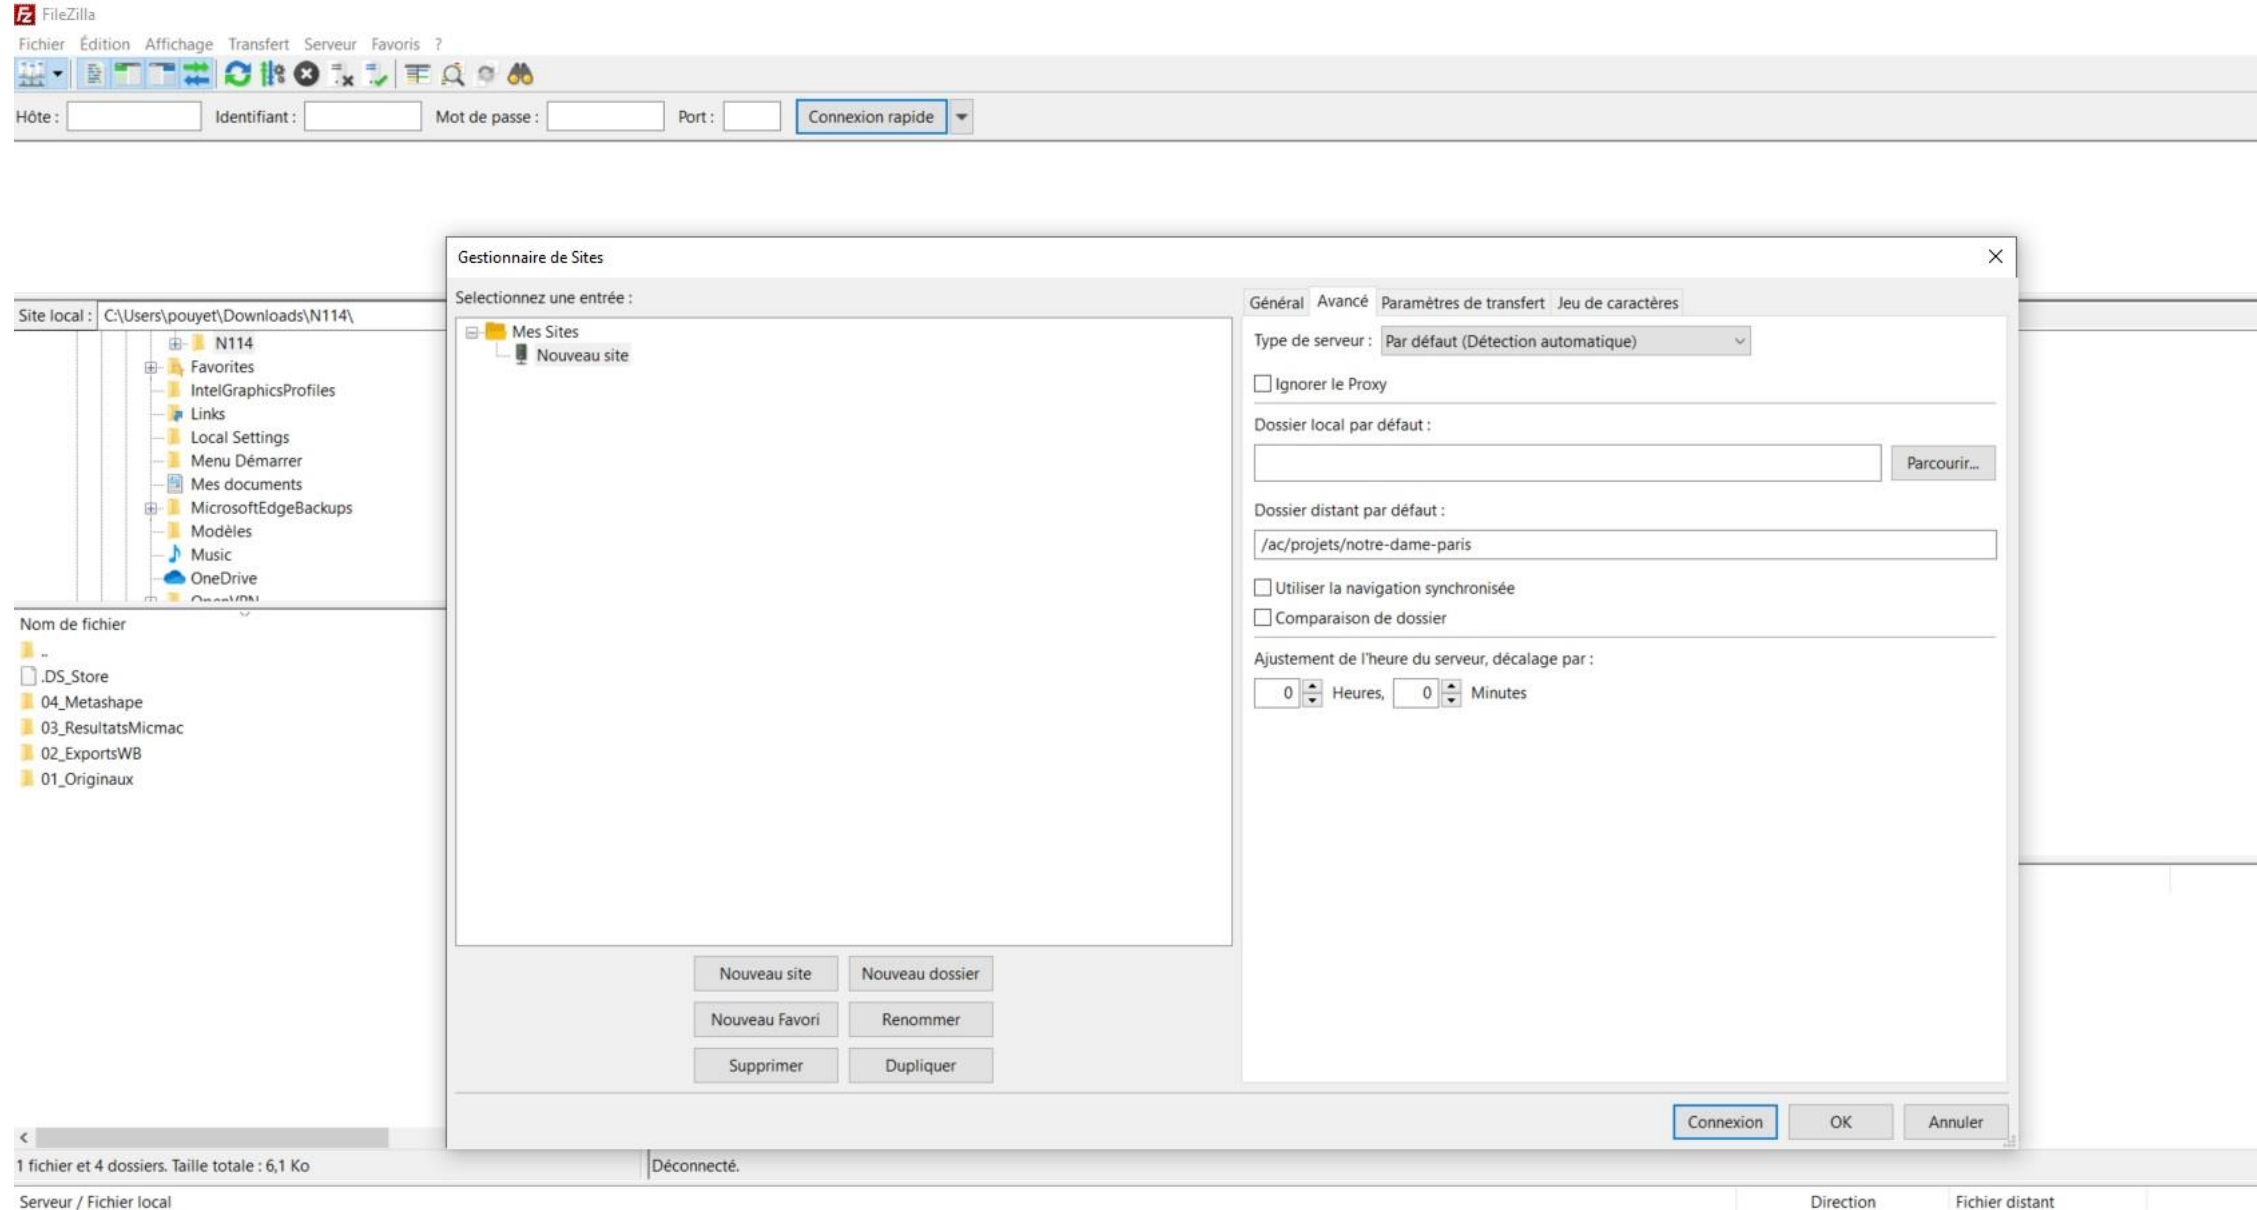 FileZilla
Fichier Édition Affichage Transfert Serveur Favoris ?
Hôte : Identifiant : Mot de passe : Port : Connexion rapide
Gestionnaire de Sites
Site local : C:\Users\pouyet\Downloads\N114\
N114
Favorites
IntelGraphicsProfiles
Links
Local Settings
Menu Démarrer
Mes documents
MicrosoftEdgeBackups
Modèles
Music
OneDrive
OpenVPN
Nom de fichier
..
.DS_Store
04_Metashape
03_ResultatsMicmac
02_ExportsWB
01_Originaux
Selectionnez une entrée :
Mes Sites
Nouveau site
Nouveau site Nouveau dossier
Nouveau Favori Renommer
Supprimer Dupliquer
Général Avancé Paramètres de transfert Jeu de caractères
Type de serveur : Par défaut (Détection automatique)
Ignorer le Proxy
Dossier local par défaut :
Parcourir...
Dossier distant par défaut :
/ac/projets/notre-dame-paris
Utiliser la navigation synchronisée
Comparaison de dossier
Ajustement de l'heure du serveur, décalage par :
0 Heures, 0 Minutes
Connexion OK Annuler
1 fichier et 4 dossiers. Taille totale : 6,1 Ko
Déconnecté.
Serveur / Fichier local Direction Fichier distant